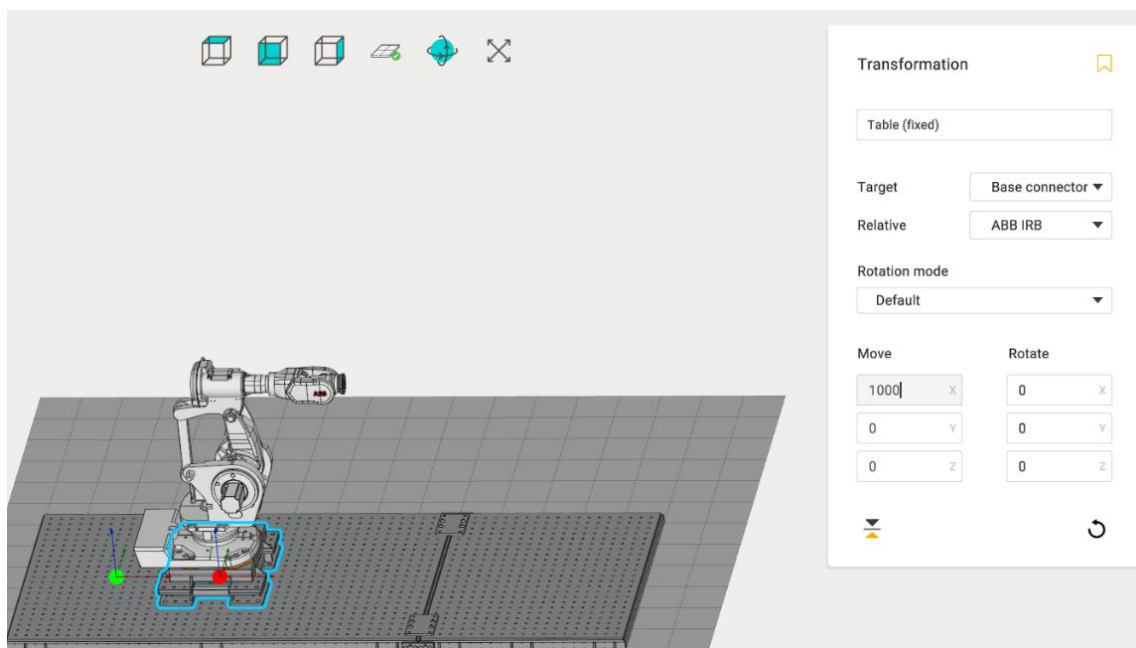 Transformation
Table (fixed)
Target Base connector
Relative ABB IRB
Rotation mode
Default
Move Rotate
1000 X 0 X
0 Y 0 Y
0 Z 0 Z
ABB